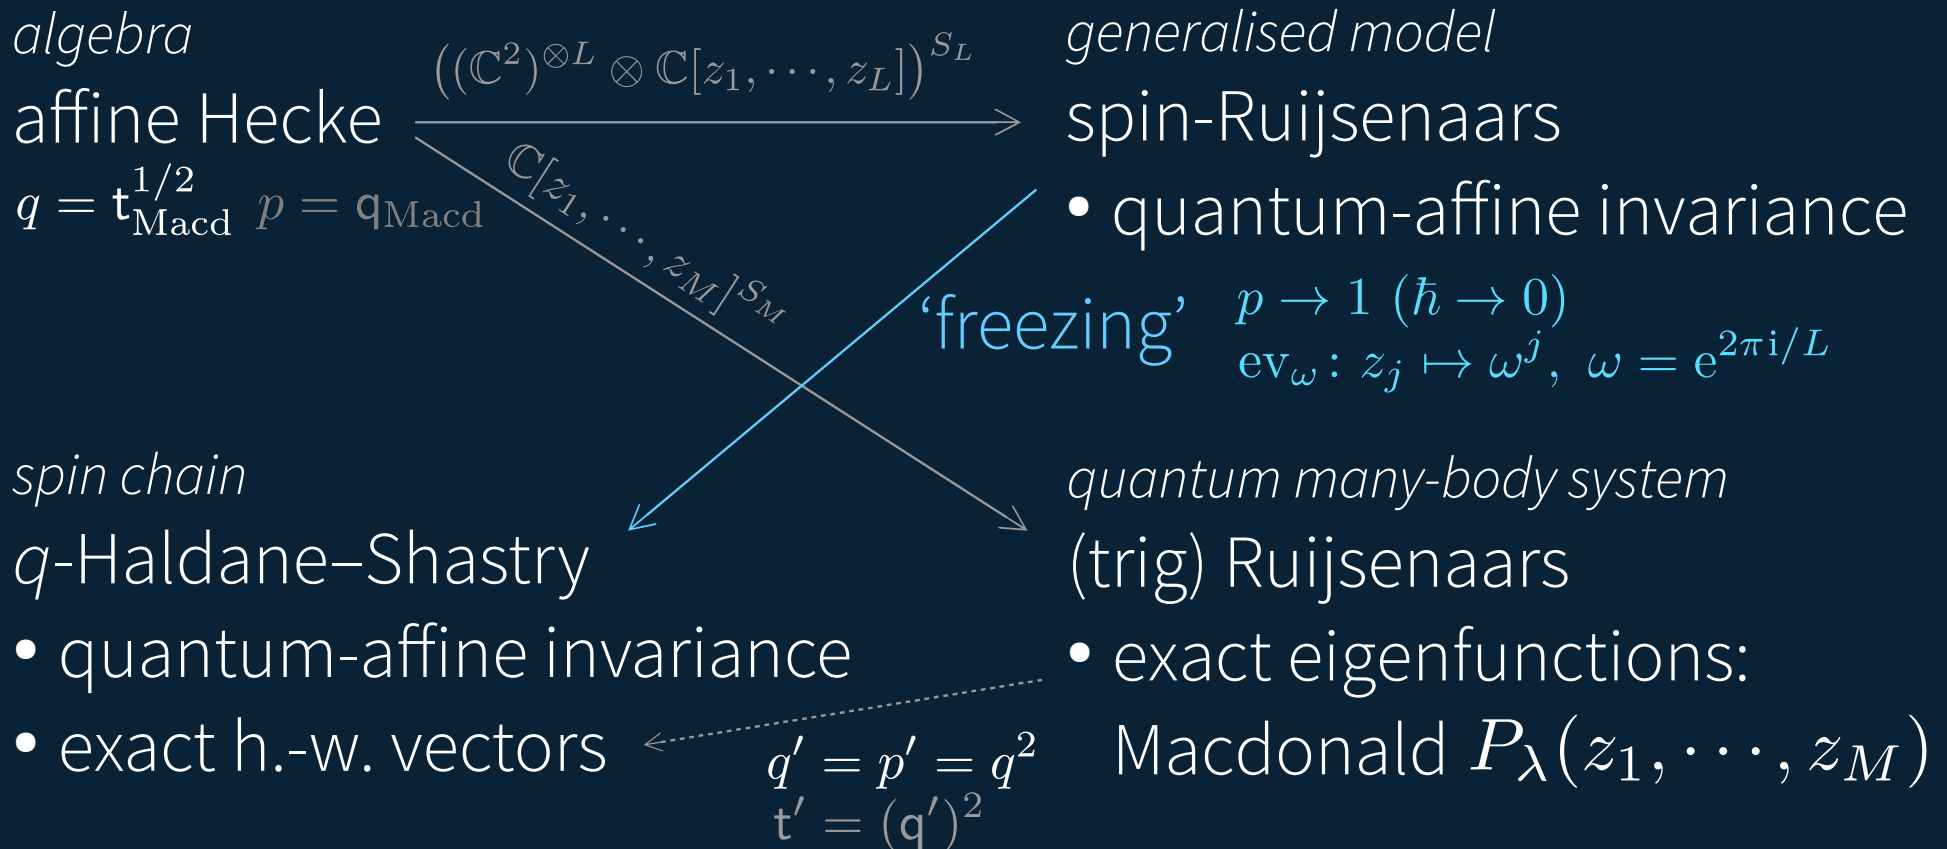 algebra
affine Hecke
q = t_Macd^{1/2} p = q_Macd
((ℂ²)^{⊗L} ⊗ ℂ[z₁, ⋯, z_L])^{S_L}
ℂ[z₁, ⋯, z_M]^{S_M}
generalised model
spin-Ruijsenaars
• quantum-affine invariance
‘freezing’
p → 1 (ℏ → 0)
ev_ω : z_j ↦ ω^j, ω = e^{2πi/L}
spin chain
q-Haldane–Shastry
• quantum-affine invariance
• exact h.-w. vectors
q′ = p′ = q²
t′ = (q′)²
quantum many-body system
(trig) Ruijsenaars
• exact eigenfunctions:
Macdonald P_λ(z₁, ⋯, z_M)